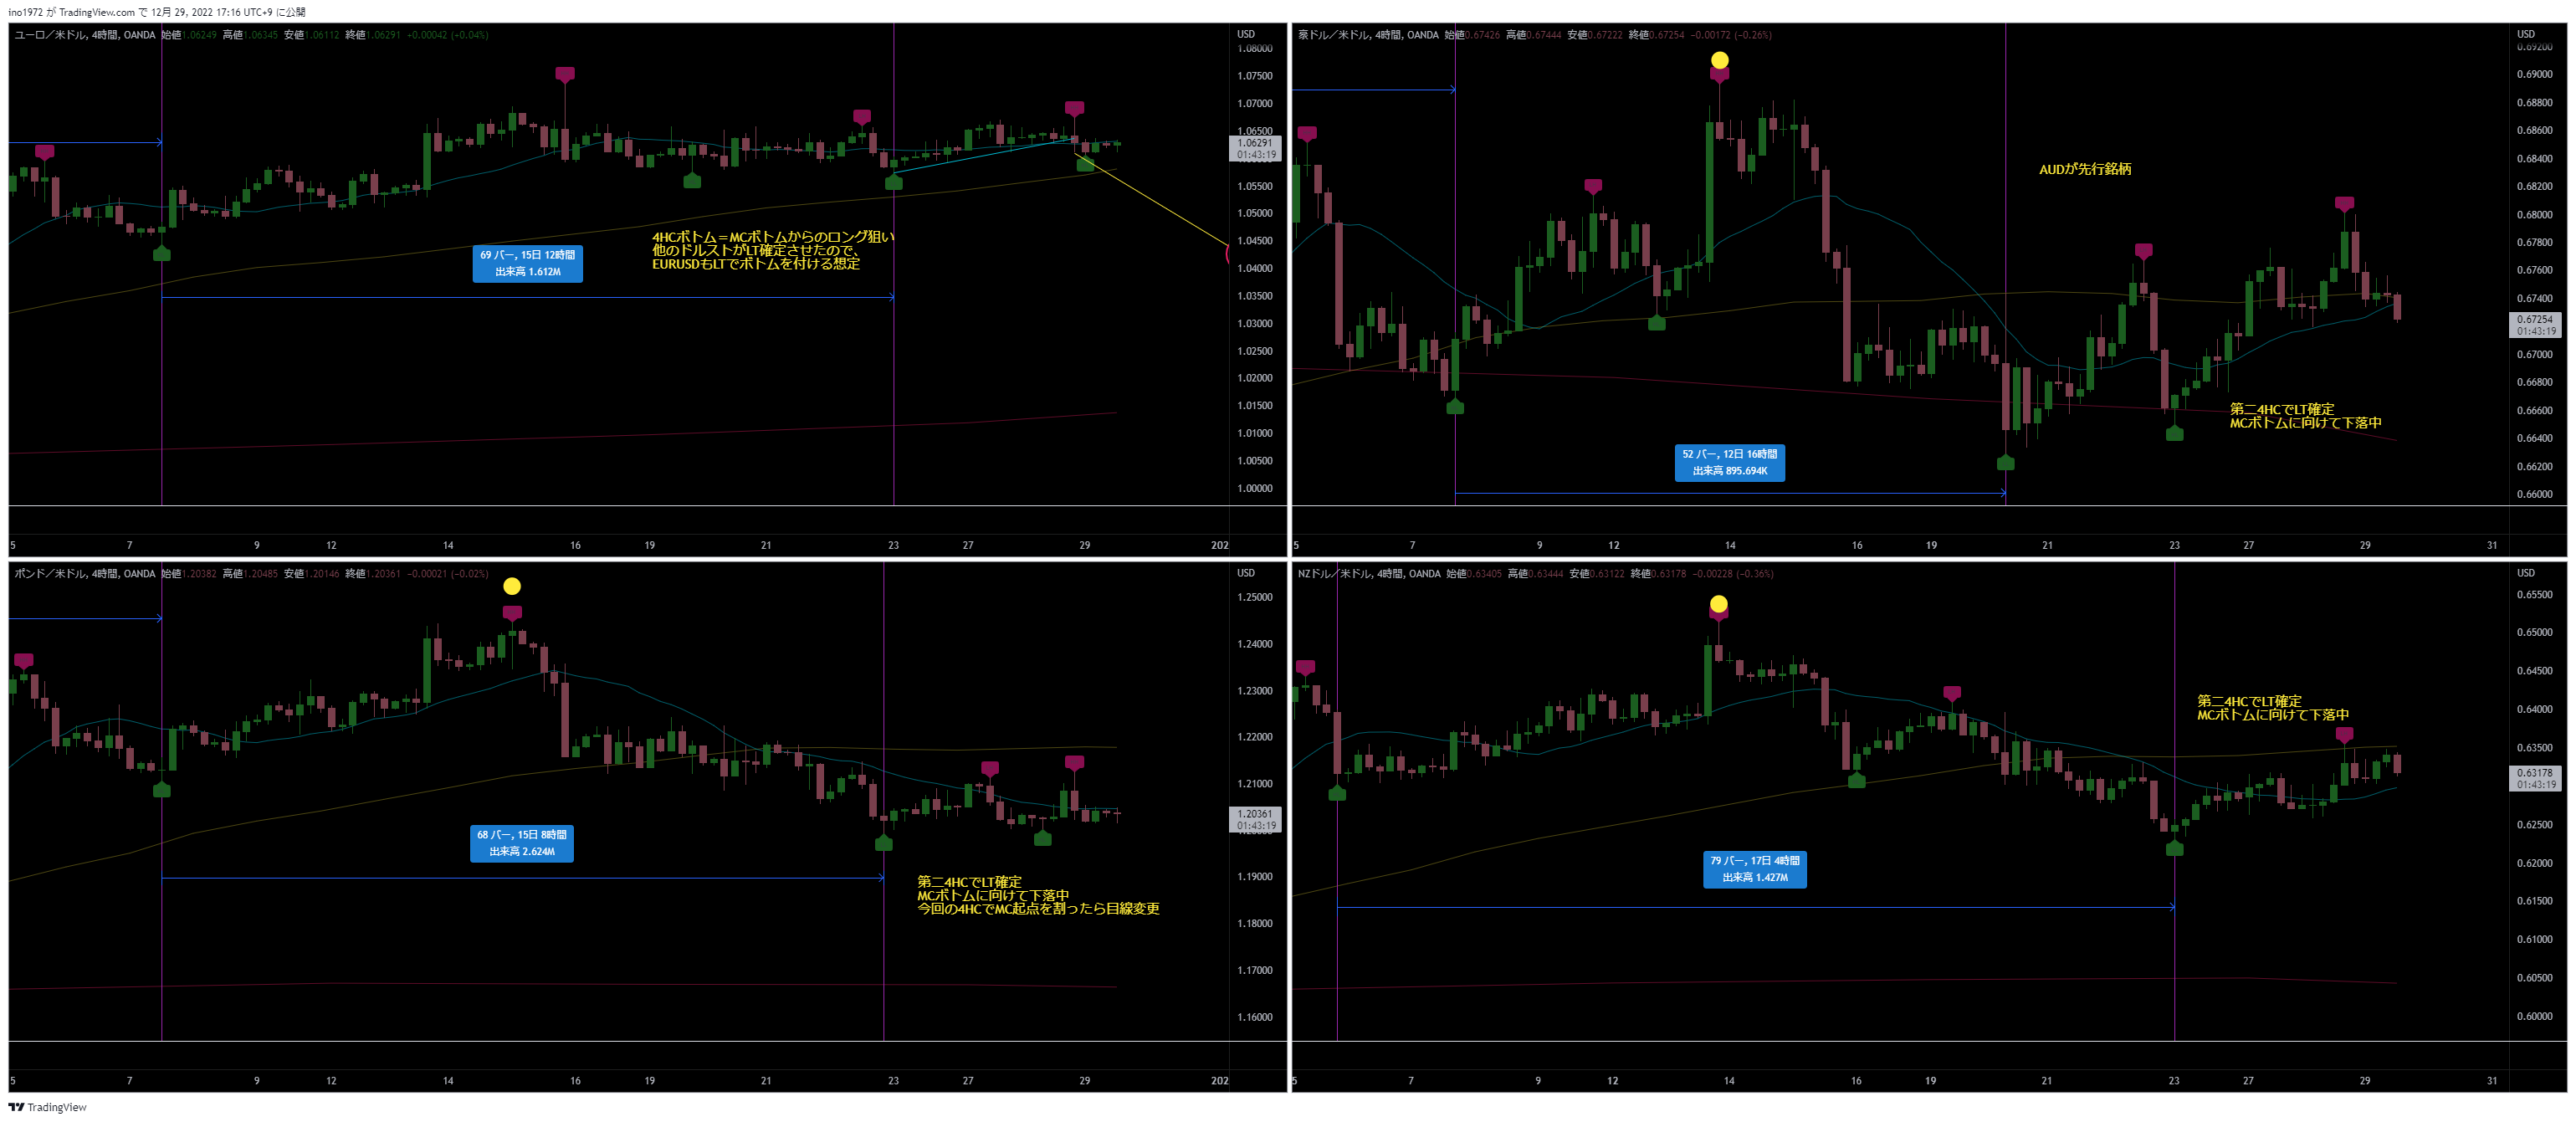 ino1972 が TradingView.com で 12月 29, 2022 17:16 UTC+9 に公開
ユーロ／米ドル, 4時間, OANDA 始値1.06249 高値1.06345 安値1.06112 終値1.06291 +0.00042 (+0.04%)
USD
1.08000
1.07500
1.07000
1.06500
1.06291
01:43:19
1.05500
1.05000
1.04500
1.04000
1.03500
1.03000
1.02500
1.02000
1.01500
1.01000
1.00500
1.00000
4HCボトム＝MCボトムからのロング狙い
他のドルストがLT確定させたので、
EURUSDもLTでボトムを付ける想定
69 バー, 15日 12時間
出来高 1.612M
5 7 9 12 14 16 19 21 23 27 29 202
豪ドル／米ドル, 4時間, OANDA 始値0.67426 高値0.67444 安値0.67222 終値0.67254 −0.00172 (−0.26%)
USD
0.69200
0.69000
0.68800
0.68600
0.68400
0.68200
0.68000
0.67800
0.67600
0.67400
0.67254
01:43:19
0.67000
0.66800
0.66600
0.66400
0.66200
0.66000
AUDが先行銘柄
第二4HCでLT確定
MCボトムに向けて下落中
52 バー, 12日 16時間
出来高 895.694K
5 7 9 12 14 16 19 21 23 27 29 31
ポンド／米ドル, 4時間, OANDA 始値1.20382 高値1.20485 安値1.20146 終値1.20361 −0.00021 (−0.02%)
USD
1.25000
1.24000
1.23000
1.22000
1.21000
1.20361
01:43:19
1.19000
1.18000
1.17000
1.16000
68 バー, 15日 8時間
出来高 2.624M
第二4HCでLT確定
MCボトムに向けて下落中
今回の4HCでMC起点を割ったら目線変更
5 7 9 12 14 16 19 21 23 27 29 202
NZドル／米ドル, 4時間, OANDA 始値0.63405 高値0.63444 安値0.63122 終値0.63178 −0.00228 (−0.36%)
USD
0.65500
0.65000
0.64500
0.64000
0.63500
0.63178
01:43:19
0.62500
0.62000
0.61500
0.61000
0.60500
0.60000
第二4HCでLT確定
MCボトムに向けて下落中
79 バー, 17日 4時間
出来高 1.427M
5 7 9 12 14 16 19 21 23 27 29 31
TradingView